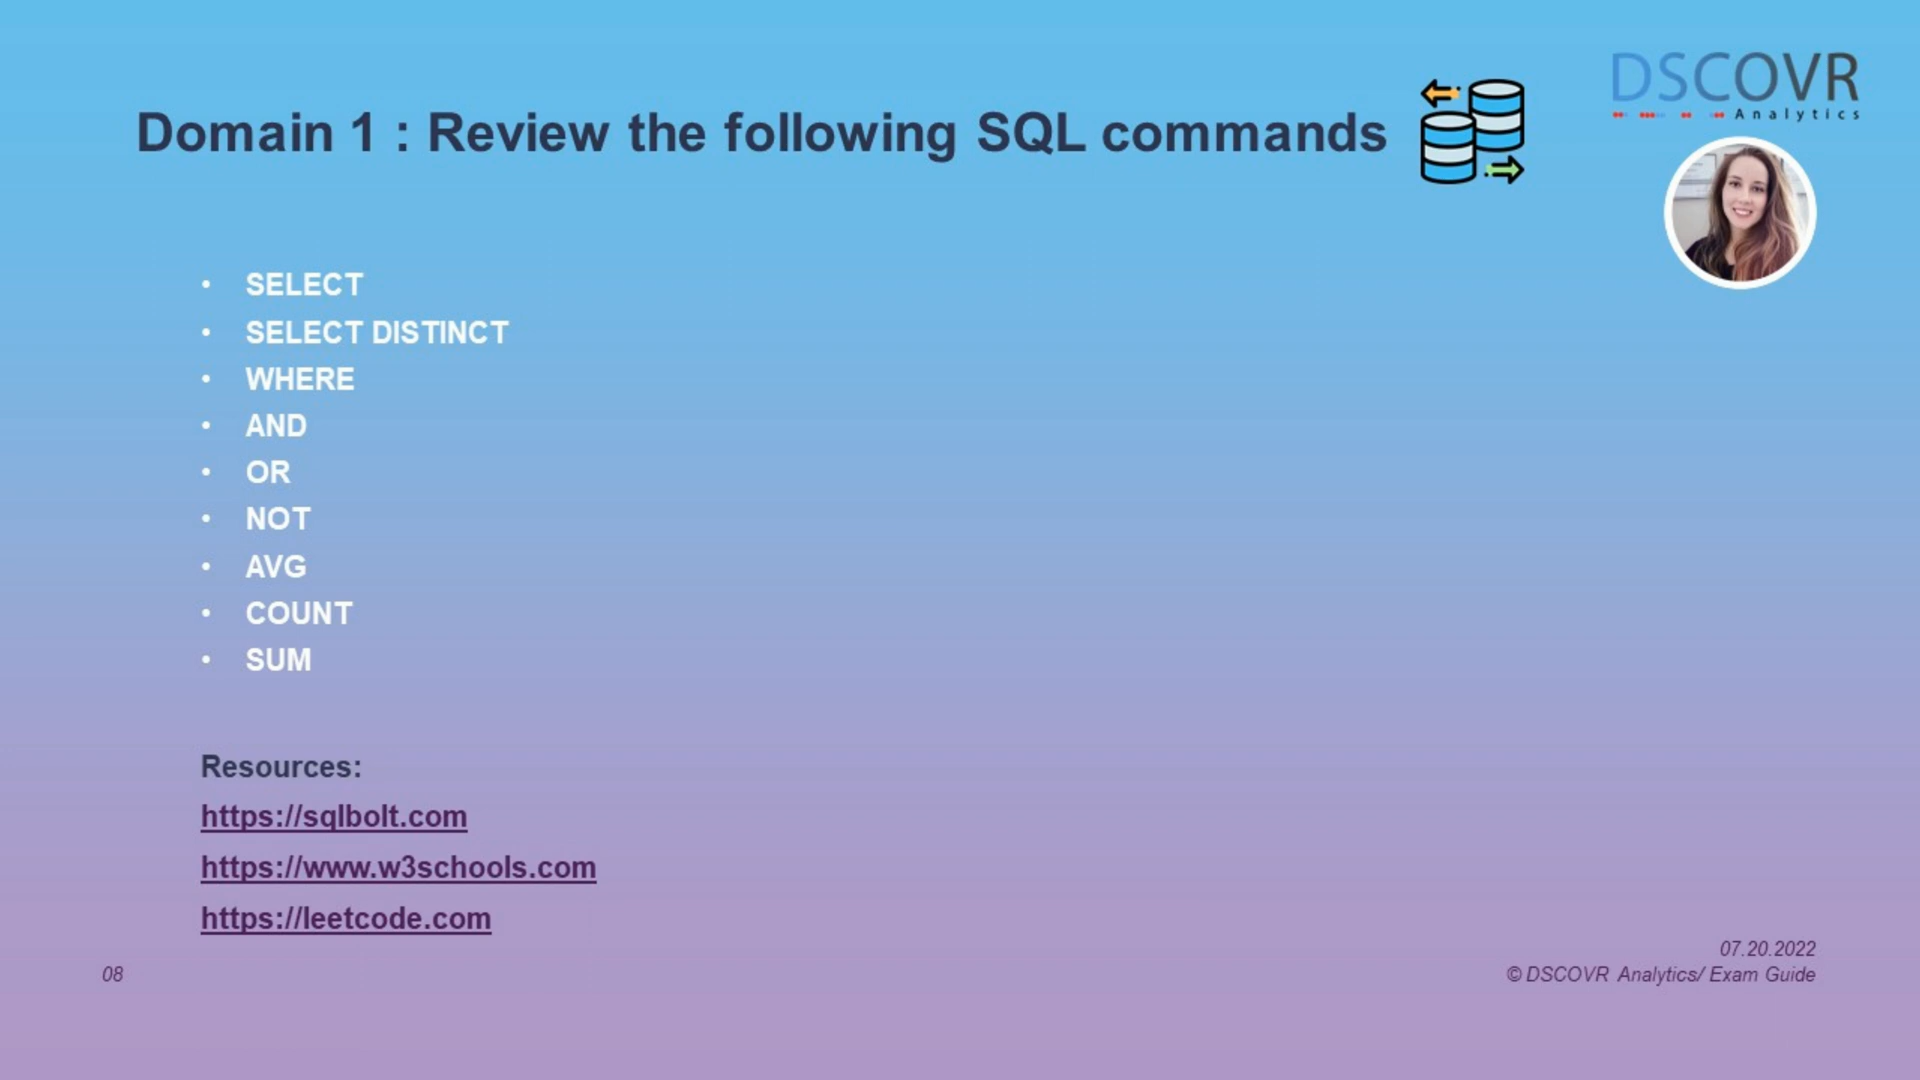 DSCOVR
Analytics
Domain 1 : Review the following SQL commands
• SELECT
• SELECT DISTINCT
• WHERE
• AND
• OR
• NOT
• AVG
• COUNT
• SUM
Resources:
https://sqlbolt.com
https://www.w3schools.com
https://leetcode.com
07.20.2022
08
© DSCOVR Analytics/ Exam Guide